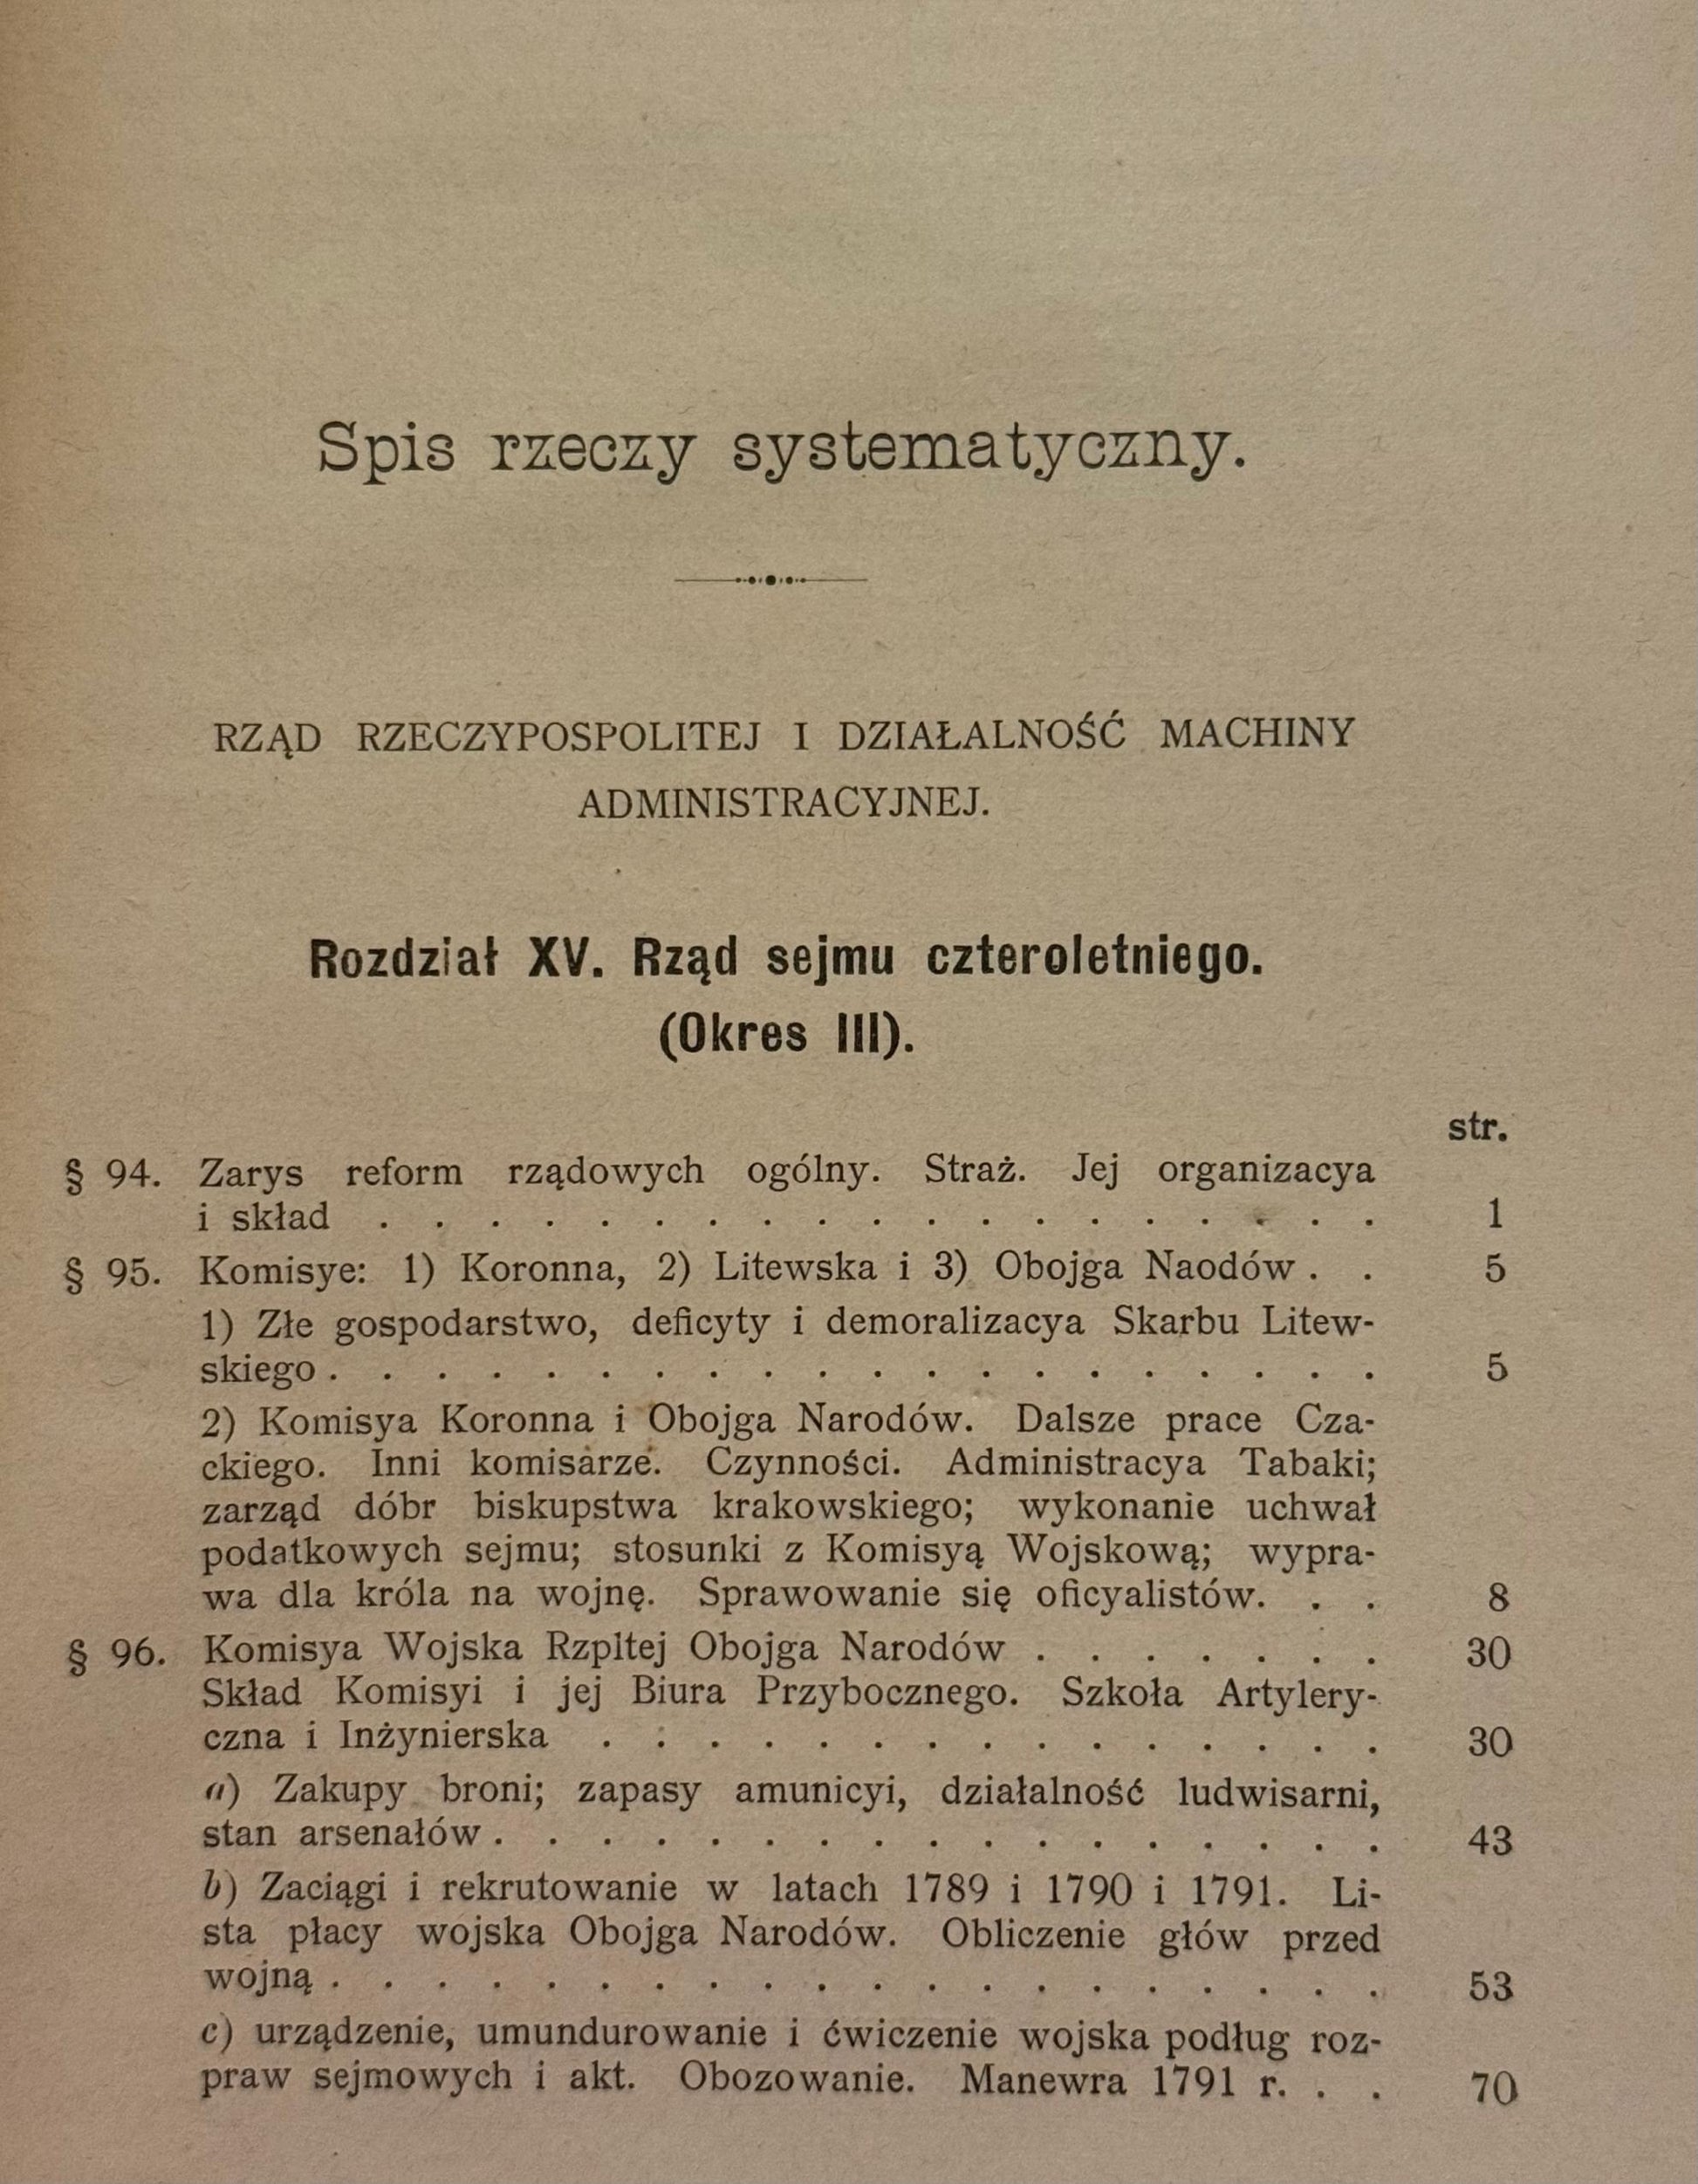 Spis rzeczy systematyczny.
RZĄD RZECZYPOSPOLITEJ I DZIAŁALNOŚĆ MACHINY
ADMINISTRACYJNEJ.
Rozdział XV. Rząd sejmu czteroletniego.
(Okres III).
str.
§ 94. Zarys reform rządowych ogólny. Straż. Jej organizacya
i skład . . . . . . . . . . . . . . . . . . . 1
§ 95. Komisye: 1) Koronna, 2) Litewska i 3) Obojga Naodów . . 5
1) Złe gospodarstwo, deficyty i demoralizacya Skarbu Litew-
skiego . . . . . . . . . . . . . . . . . . . . 5
2) Komisya Koronna i Obojga Narodów. Dalsze prace Cza-
ckiego. Inni komisarze. Czynności. Administracya Tabaki;
zarząd dóbr biskupstwa krakowskiego; wykonanie uchwał
podatkowych sejmu; stosunki z Komisyą Wojskową; wypra-
wa dla króla na wojnę. Sprawowanie się oficyalistów. . . 8
§ 96. Komisya Wojska Rzpltej Obojga Narodów . . . . . . . 30
Skład Komisyi i jej Biura Przybocznego. Szkoła Artylery-
czna i Inżynierska . . . . . . . . . . . . . . . 30
a) Zakupy broni; zapasy amunicyi, działalność ludwisarni,
stan arsenałów . . . . . . . . . . . . . . . . . 43
b) Zaciągi i rekrutowanie w latach 1789 i 1790 i 1791. Li-
sta płacy wojska Obojga Narodów. Obliczenie głów przed
wojną . . . . . . . . . . . . . . . . . . . . 53
c) urządzenie, umundurowanie i ćwiczenie wojska podług roz-
praw sejmowych i akt. Obozowanie. Manewra 1791 r. . . 70